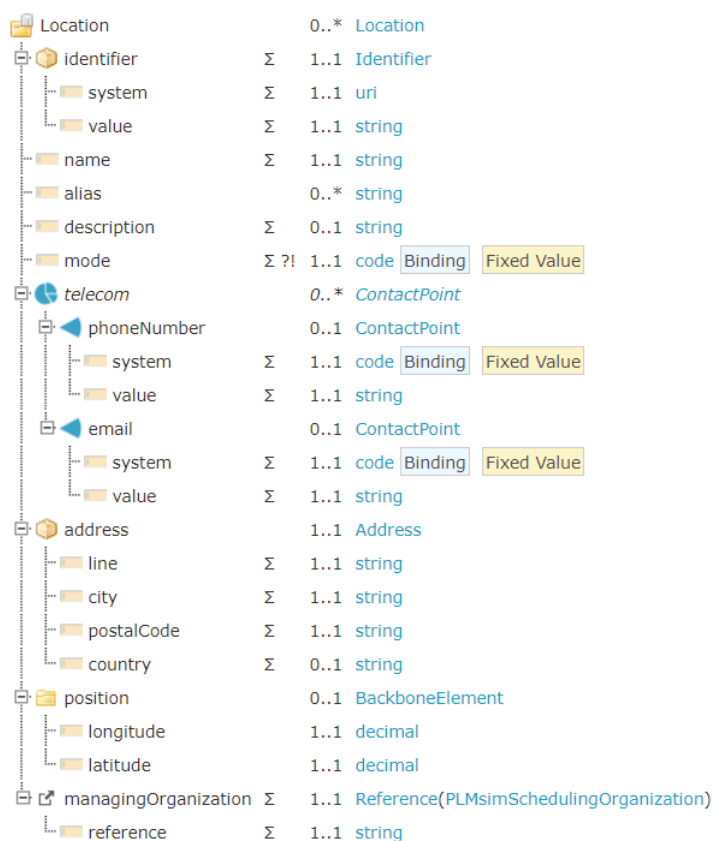 Location 0..* Location
identifier Σ 1..1 Identifier
system Σ 1..1 uri
value Σ 1..1 string
name Σ 1..1 string
alias 0..* string
description Σ 0..1 string
mode Σ ?! 1..1 code Binding Fixed Value
telecom 0..* ContactPoint
phoneNumber 0..1 ContactPoint
system Σ 1..1 code Binding Fixed Value
value Σ 1..1 string
email 0..1 ContactPoint
system Σ 1..1 code Binding Fixed Value
value Σ 1..1 string
address 1..1 Address
line Σ 1..1 string
city Σ 1..1 string
postalCode Σ 1..1 string
country Σ 0..1 string
position 0..1 BackboneElement
longitude 1..1 decimal
latitude 1..1 decimal
managingOrganization Σ 1..1 Reference(PLMsimSchedulingOrganization)
reference Σ 1..1 string